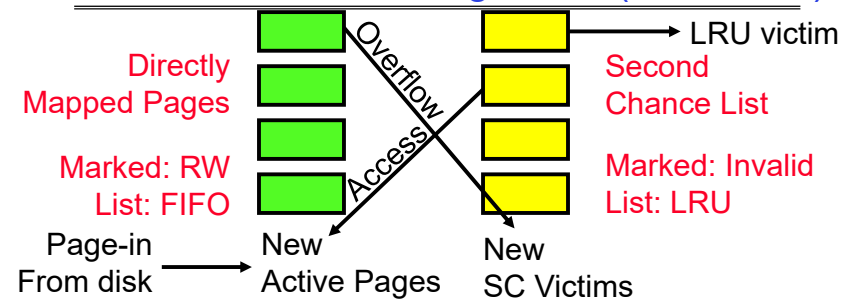 Overflow
LRU victim
Directly
Mapped Pages
Second
Chance List
Access
Marked: RW
List: FIFO
Marked: Invalid
List: LRU
Page-in
From disk
New
Active Pages
New
SC Victims